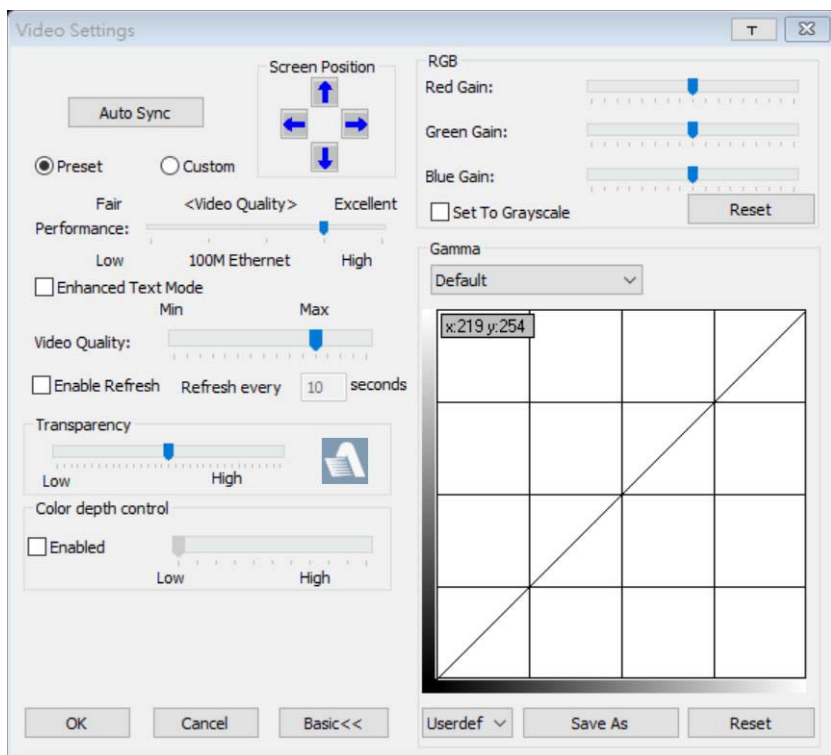 Video Settings
T
Screen Position
Auto Sync
Preset
Custom
Fair <Video Quality> Excellent
Performance:
Low 100M Ethernet High
Enhanced Text Mode
Min Max
Video Quality:
Enable Refresh Refresh every 10 seconds
Transparency
Low High
Color depth control
Enabled
Low High
OK Cancel Basic<<
RGB
Red Gain:
Green Gain:
Blue Gain:
Set To Grayscale Reset
Gamma
Default
x:219 y:254
Userdef Save As Reset